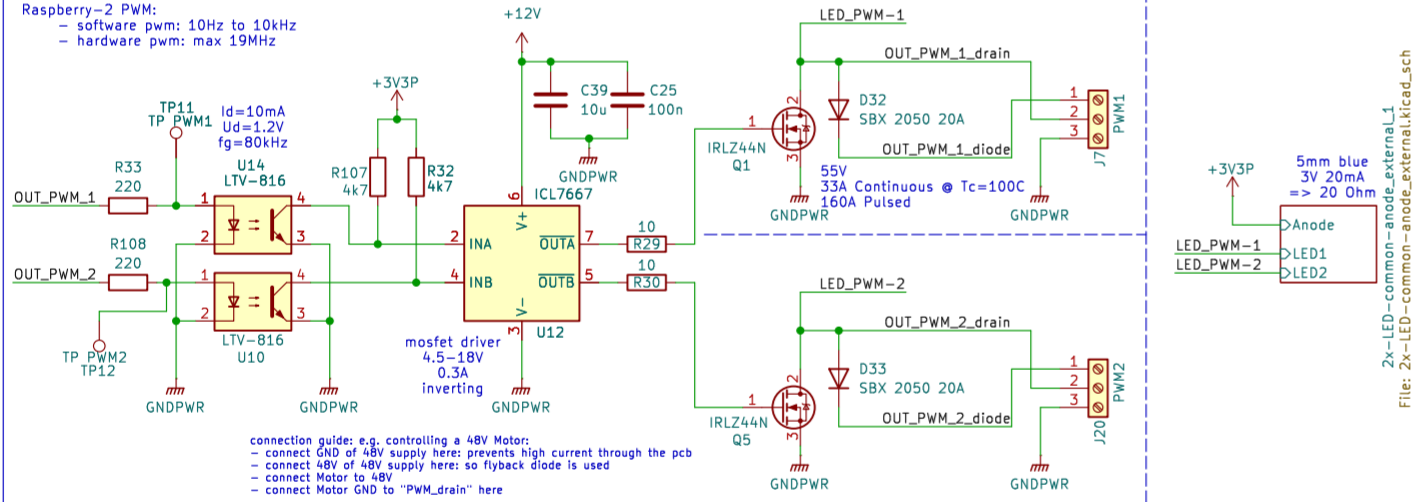 Raspberry-2 PWM:
- software pwm: 10Hz to 10kHz
- hardware pwm: max 19MHz
TP11
TP_PWM1
Id=10mA
Ud=1.2V
fg=80kHz
R33
220
U14
LTV-816
OUT_PWM_1
1
2
4
3
R108
220
OUT_PWM_2
1
2
4
3
LTV-816
U10
TP_PWM2
TP12
GNDPWR
GNDPWR
+3V3P
R107
4k7
R32
4k7
+12V
C39
10u
C25
100n
GNDPWR
ICL7667
6
V+
2
INA
4
INB
OUTA
7
OUTB
5
V-
3
U12
GNDPWR
mosfet driver
4.5-18V
0.3A
inverting
10
R29
10
R30
LED_PWM-1
OUT_PWM_1_drain
2
1
3
IRLZ44N
Q1
D32
SBX 2050 20A
OUT_PWM_1_diode
55V
33A Continuous @ Tc=100C
160A Pulsed
GNDPWR
GNDPWR
1
2
3
PWM1
J7
LED_PWM-2
OUT_PWM_2_drain
2
1
3
IRLZ44N
Q5
D33
SBX 2050 20A
OUT_PWM_2_diode
GNDPWR
GNDPWR
1
2
3
PWM2
J20
connection guide: e.g. controlling a 48V Motor:
- connect GND of 48V supply here: prevents high current through the pcb
- connect 48V of 48V supply here: so flyback diode is used
- connect Motor to 48V
- connect Motor GND to "PWM_drain" here
+3V3P
5mm blue
3V 20mA
=> 20 Ohm
Anode
LED_PWM-1
LED1
LED_PWM-2
LED2
2x-LED-common-anode_external_1
File: 2x-LED-common-anode_external.kicad_sch